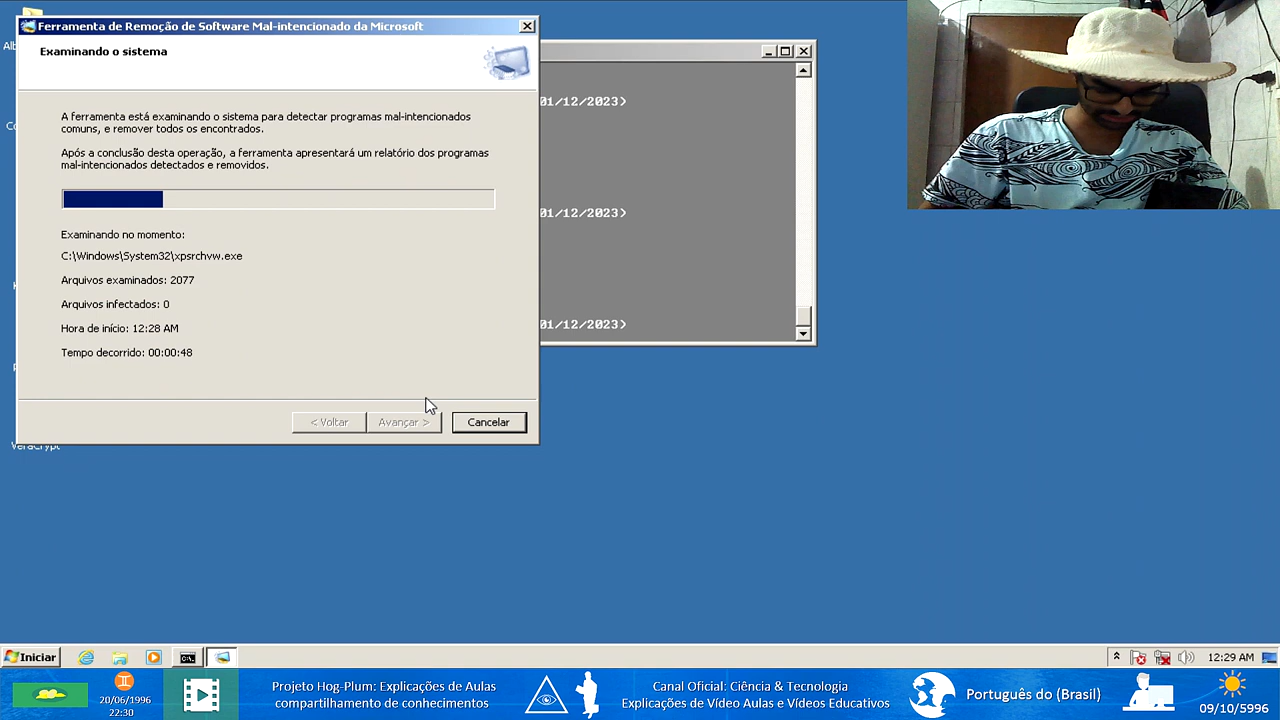 Ferramenta de Remoção de Software Mal-intencionado da Microsoft
Examinando o sistema
A ferramenta está examinando o sistema para detectar programas mal-intencionados
comuns, e remover todos os encontrados.
Após a conclusão desta operação, a ferramenta apresentará um relatório dos programas
mal-intencionados detectados e removidos.
Examinando no momento:
C:\Windows\System32\xpsrchvw.exe
Arquivos examinados: 2077
Arquivos infectados: 0
Hora de início: 12:28 AM
Tempo decorrido: 00:00:48
< Voltar
Avançar >
Cancelar
01/12/2023>
01/12/2023>
01/12/2023>
Iniciar
12:29 AM
20/06/1996
22:30
Projeto Hog-Plum: Explicações de Aulas
compartilhamento de conhecimentos
Canal Oficial: Ciência & Tecnologia
Explicações de Vídeo Aulas e Vídeos Educativos
Português do (Brasil)
09/10/5996